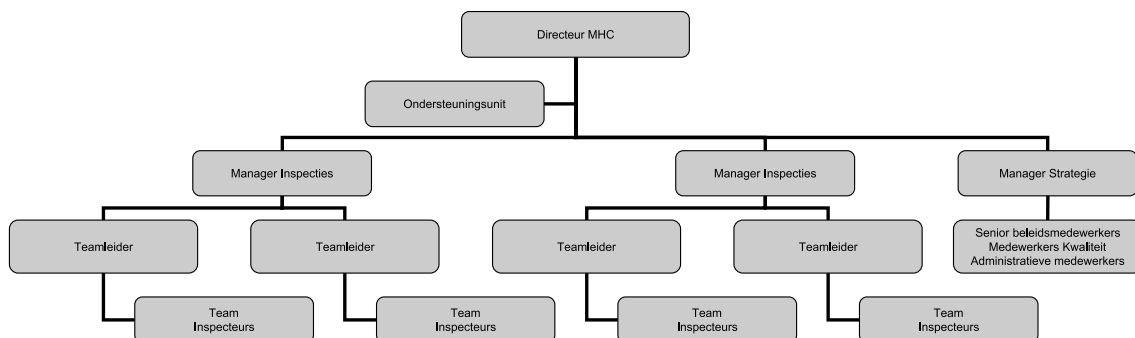 Directeur MHC
Ondersteuningsunit
Manager Inspecties
Manager Inspecties
Manager Strategie
Teamleider
Teamleider
Teamleider
Teamleider
Senior beleidsmedewerkers
Medewerkers Kwaliteit
Administratieve medewerkers
Team
Inspecteurs
Team
Inspecteurs
Team
Inspecteurs
Team
Inspecteurs